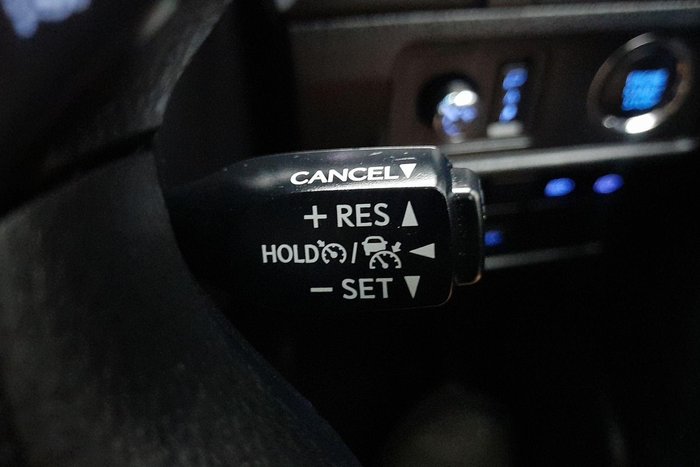 CANCEL▼
+ RES ▲
HOLD / ◀
− SET ▼